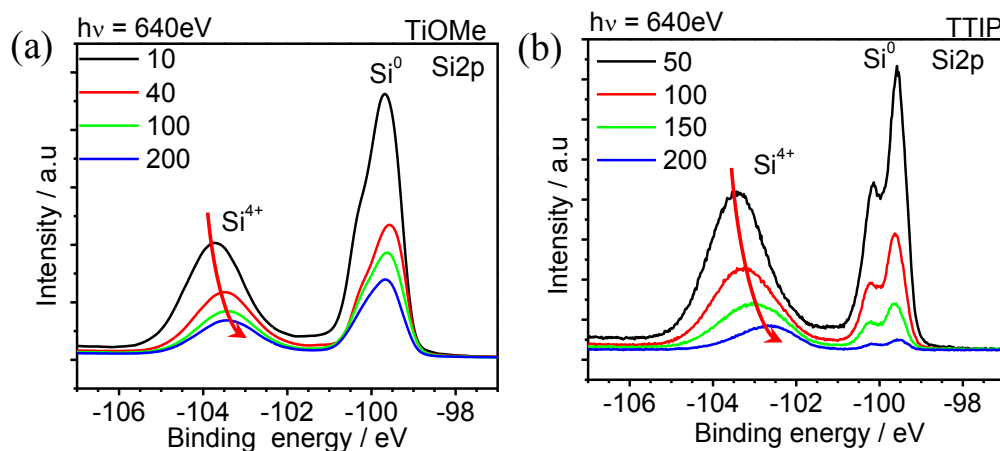 (a)
hν = 640eV
TiOMe
10
40
100
200
Si⁰
Si2p
Si⁴⁺
Intensity / a.u
-106 -104 -102 -100 -98
Binding energy / eV
(b)
hν = 640eV
TTIP
50
100
150
200
Si⁰
Si2p
Si⁴⁺
Intensity / a.u
-106 -104 -102 -100 -98
Binding energy / eV